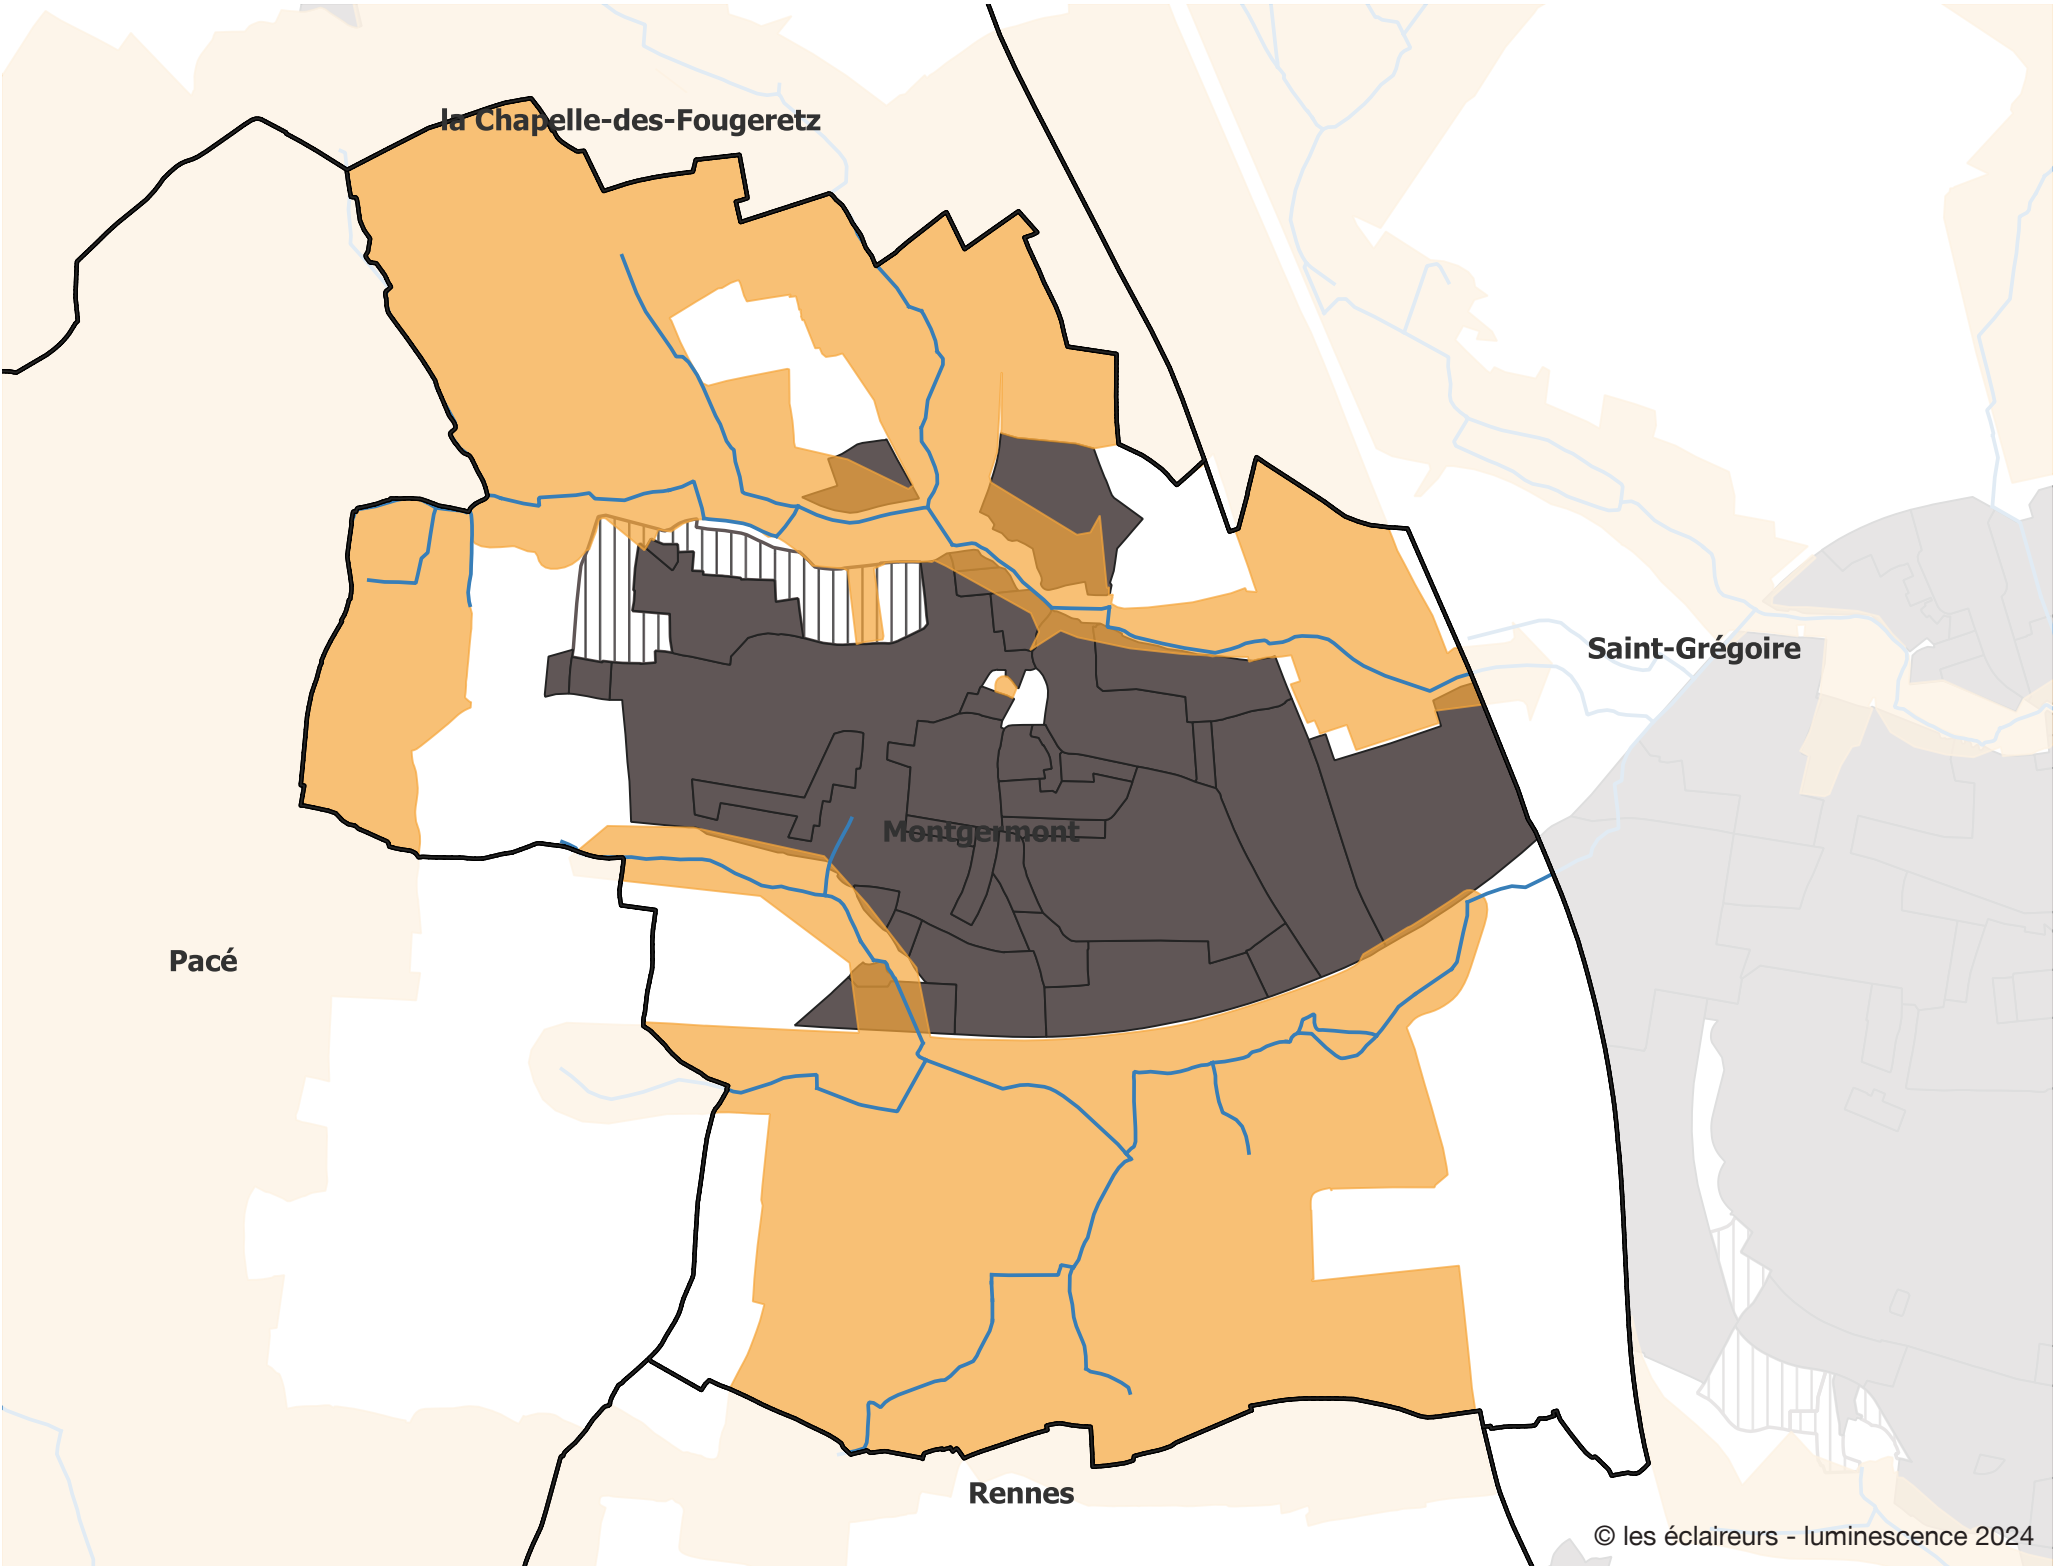 la Chapelle-des-Fougeretz
Saint-Grégoire
Montgermont
Pacé
Rennes
© les éclaireurs - luminescence 2024